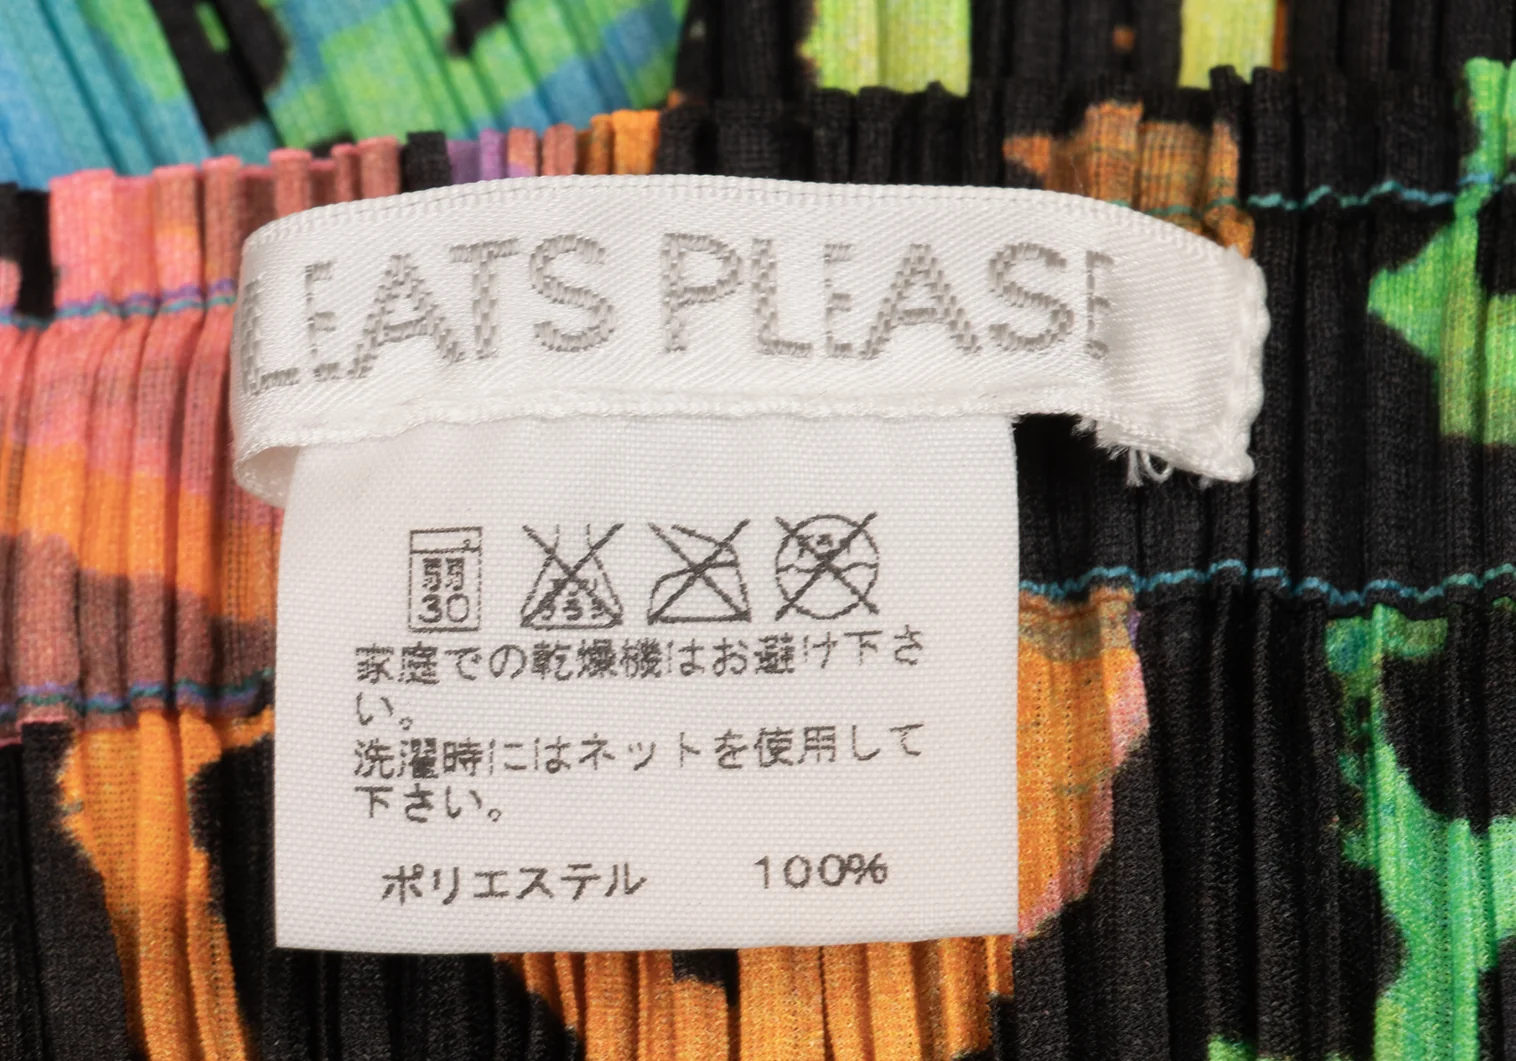 LEATS PLEASE
30
家庭での乾燥機はお避け下さ
い。
洗濯時にはネットを使用して
下さい。
ポリエステル 100%